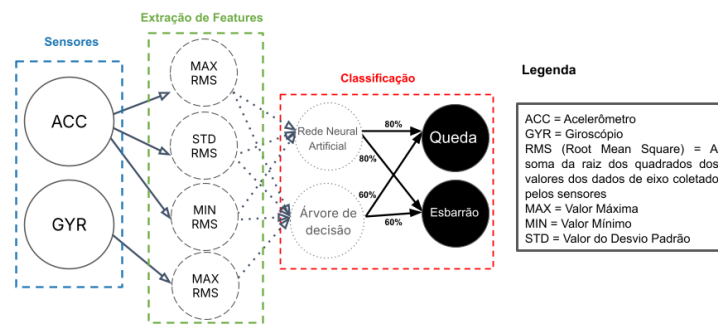 Extração de Features
Sensores
MAX
RMS
Classificação
Legenda
ACC
STD
RMS
Rede Neural
Artificial
80%
Queda
80%
ACC = Acelerômetro
GYR = Giroscópio
RMS (Root Mean Square) = A
soma da raiz dos quadrados dos
valores dos dados de eixo coletado
pelos sensores
MAX = Valor Máxima
MIN = Valor Mínimo
STD = Valor do Desvio Padrão
GYR
MIN
RMS
Árvore de
decisão
60%
60%
Esbarrão
MAX
RMS